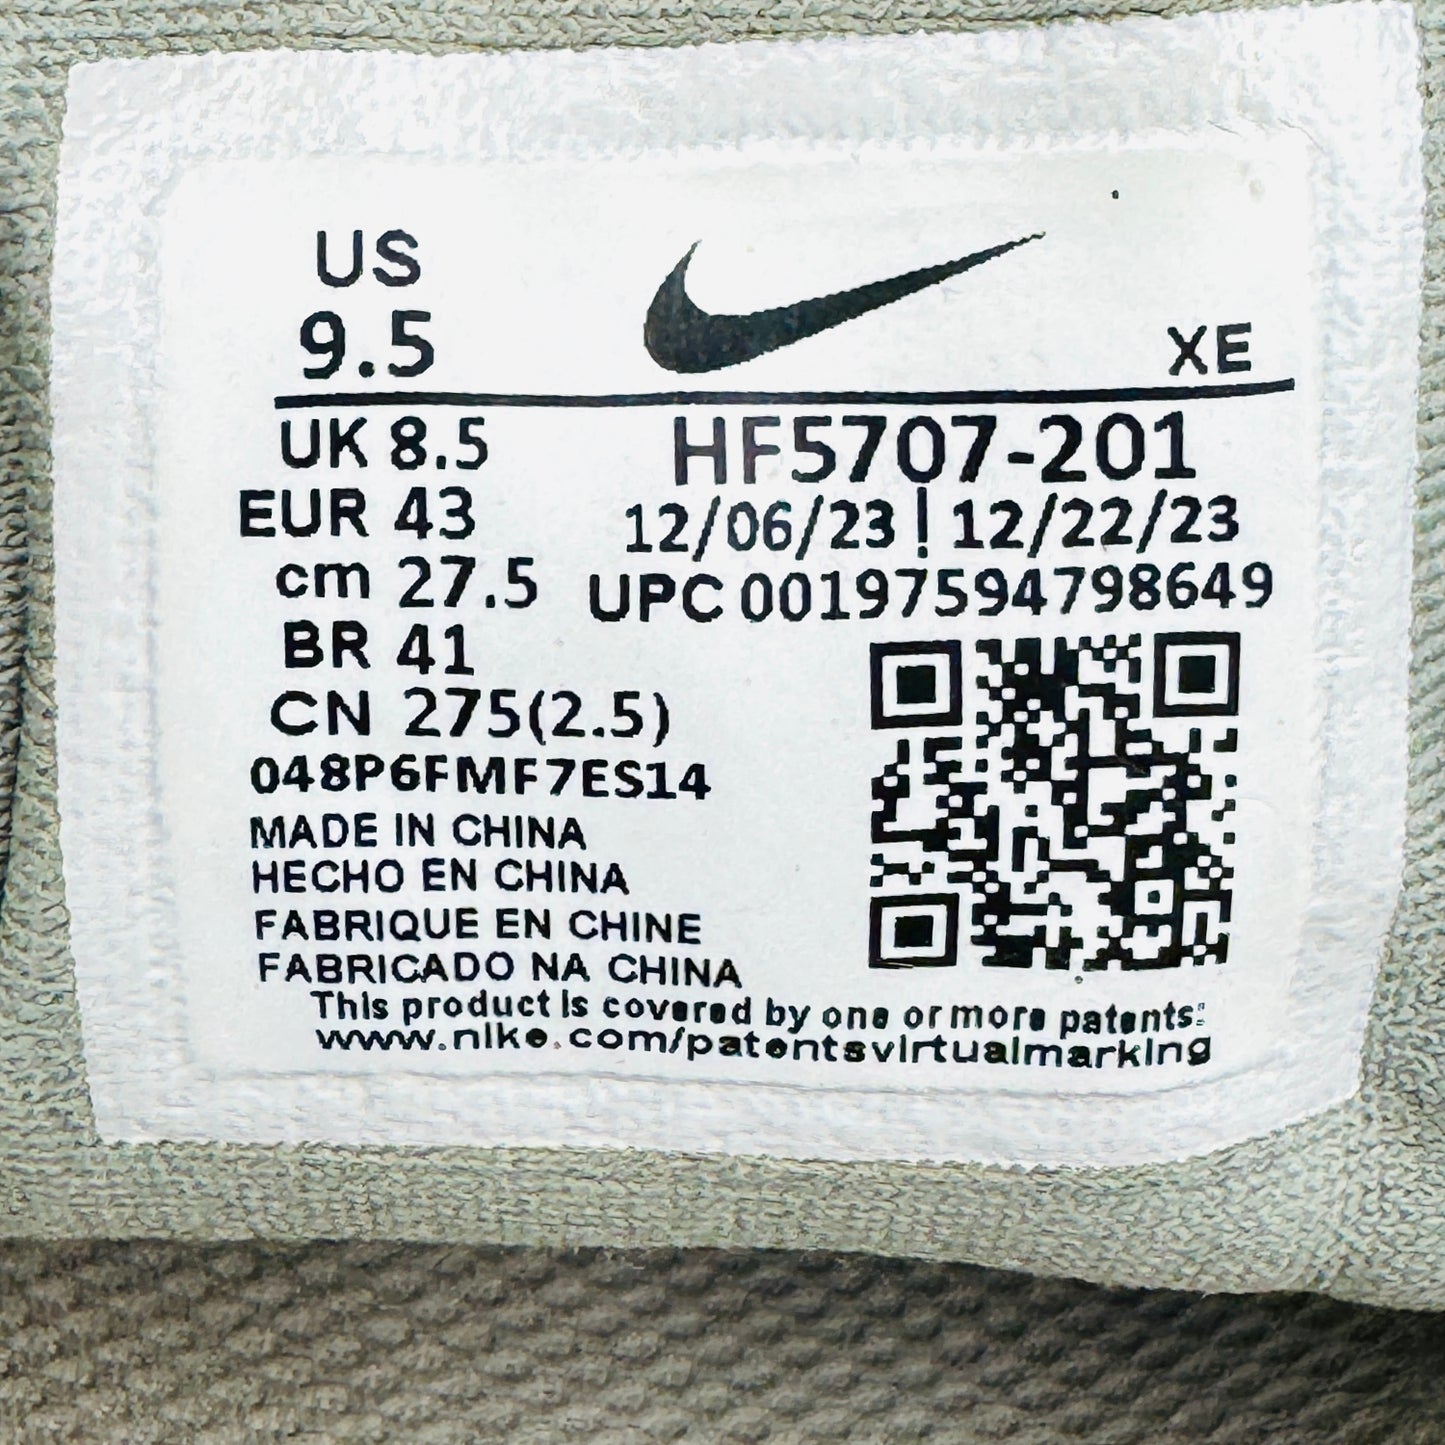 US
9.5
XE
UK 8.5
HF5707-201
EUR 43
12/06/23 | 12/22/23
cm 27.5
UPC 00197594798649
BR 41
CN 275(2.5)
048P6FMF7ES14
MADE IN CHINA
HECHO EN CHINA
FABRIQUE EN CHINE
FABRICADO NA CHINA
This product is covered by one or more patents:
www.nike.com/patentsvirtualmarking